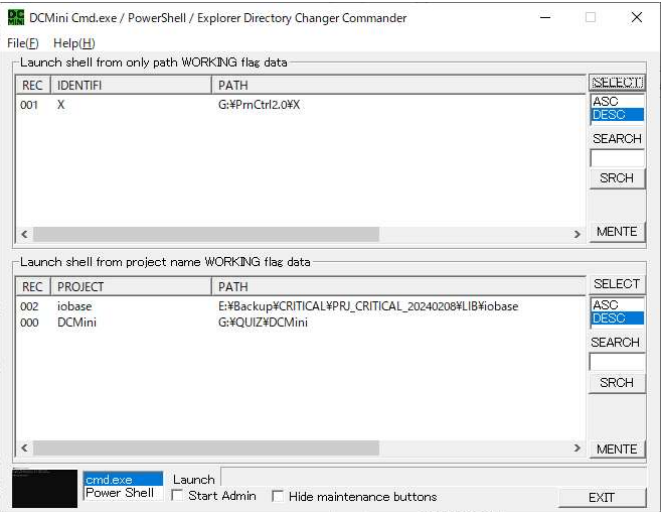 DCMini Cmd.exe / PowerShell / Explorer Directory Changer Commander
File(F) Help(H)
Launch shell from only path WORKING flag data
REC IDENTIFI PATH
001 X G:¥PrnCtrl2.0¥X
SELECT
ASC
DESC
SEARCH
SRCH
MENTE
Launch shell from project name WORKING flag data
REC PROJECT PATH
002 iobase E:¥Backup¥CRITICAL¥PRJ_CRITICAL_20240208¥LIB¥iobase
000 DCMini G:¥QUIZ¥DCMini
SELECT
ASC
DESC
SEARCH
SRCH
MENTE
cmd.exe
Power Shell
Launch
Start Admin
Hide maintenance buttons
EXIT